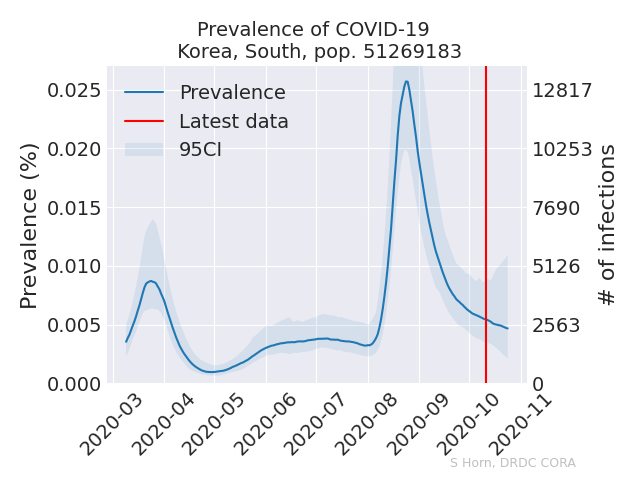 Prevalence of COVID-19
Korea, South, pop. 51269183
Prevalence
Latest data
95CI
Prevalence (%)
0.025
0.020
0.015
0.010
0.005
0.000
12817
10253
7690
5126
2563
0
# of infections
2020-03
2020-04
2020-05
2020-06
2020-07
2020-08
2020-09
2020-10
2020-11
S Horn, DRDC CORA